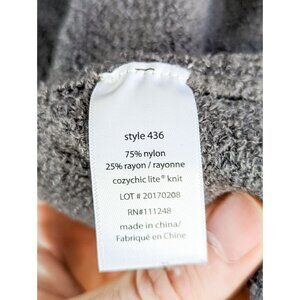 style 436
75% nylon
25% rayon / rayonne
cozychic lite® knit
LOT # 20170208
RN#111248
made in china/
Fabriqué en Chine